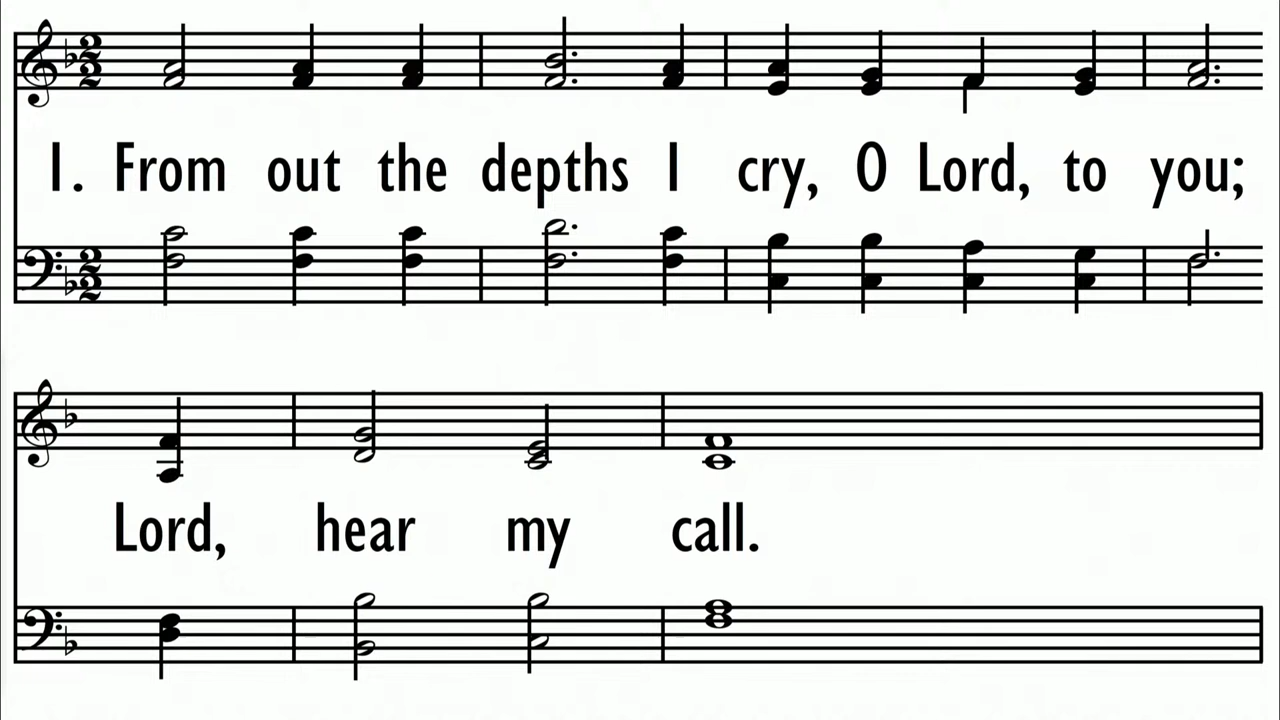 1. From out the depths I cry, O Lord, to you;
Lord, hear my call.